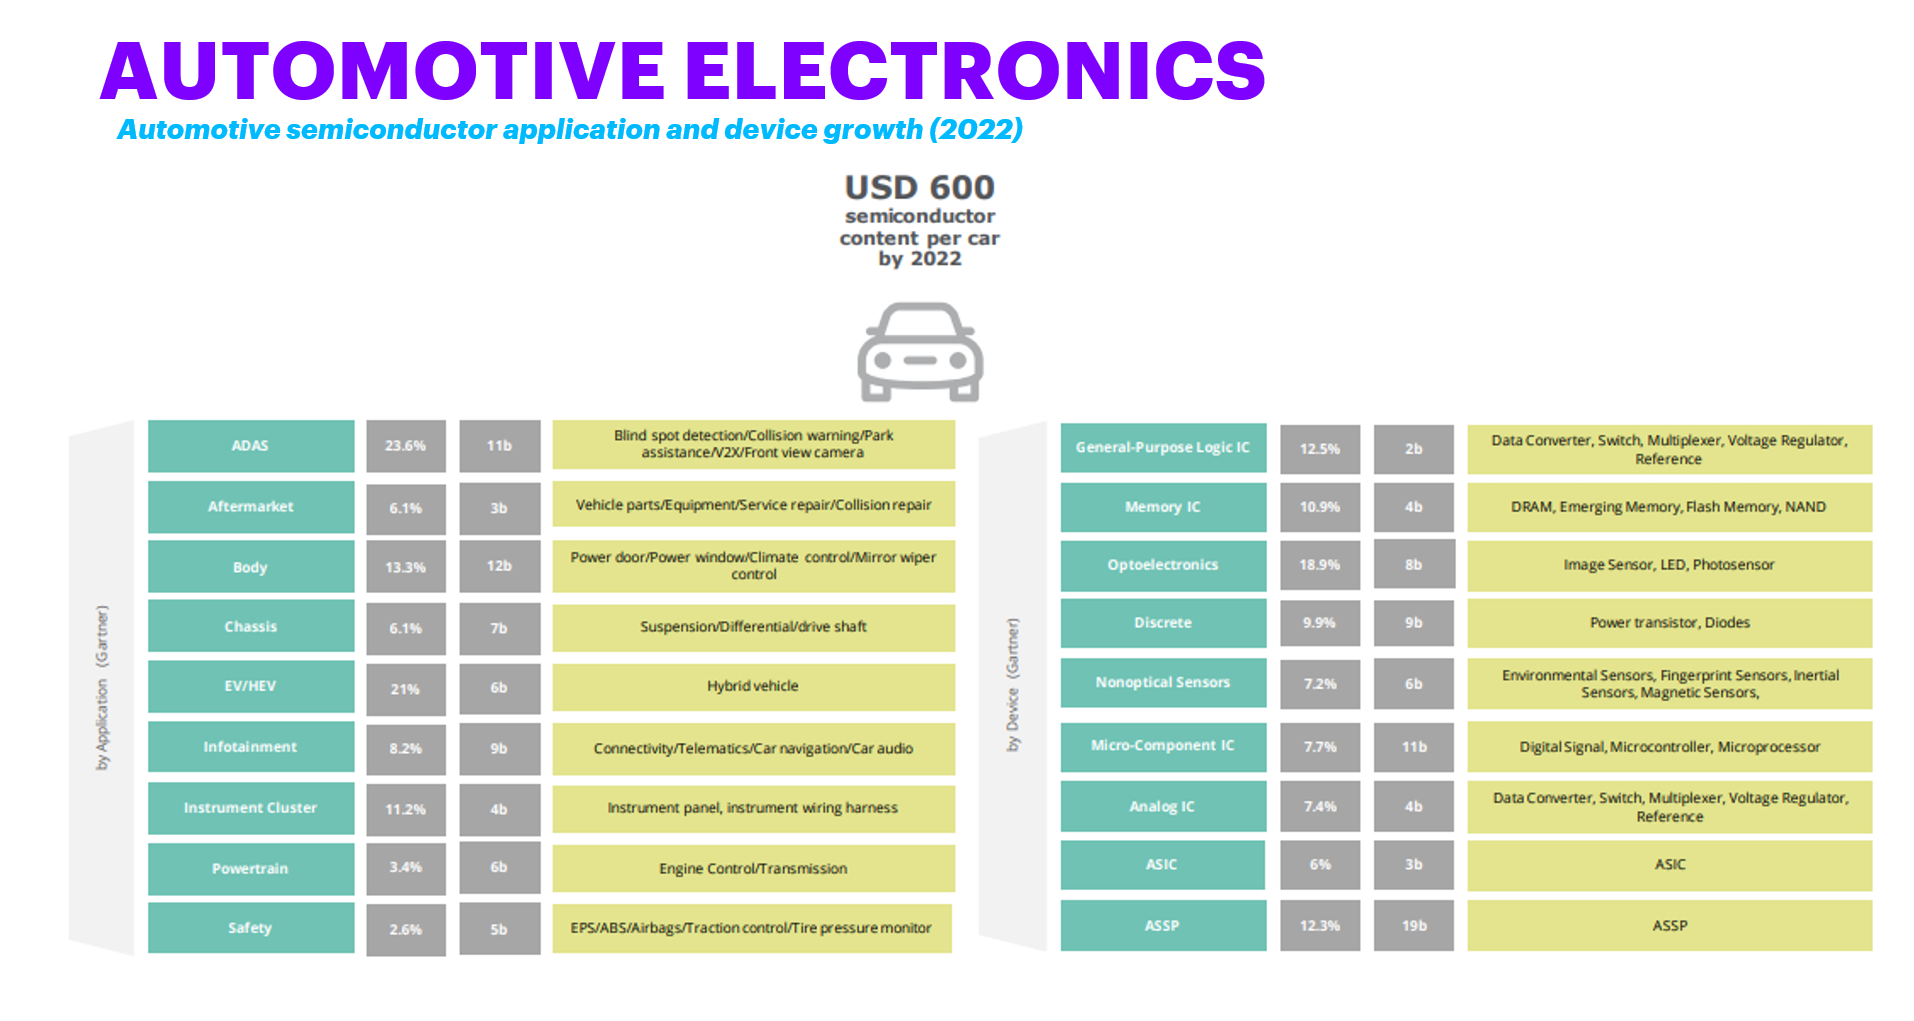 AUTOMOTIVE ELECTRONICS
Automotive semiconductor application and device growth (2022)
USD 600
semiconductor
content per car
by 2022
by Application (Gartner)
ADAS
23.6%
11b
Blind spot detection/Collision warning/Park
assistance/V2X/Front view camera
Aftermarket
6.1%
3b
Vehicle parts/Equipment/Service repair/Collision repair
Body
13.3%
12b
Power door/Power window/Climate control/Mirror wiper
control
Chassis
6.1%
7b
Suspension/Differential/drive shaft
EV/HEV
21%
6b
Hybrid vehicle
Infotainment
8.2%
9b
Connectivity/Telematics/Car navigation/Car audio
Instrument Cluster
11.2%
4b
Instrument panel, instrument wiring harness
Powertrain
3.4%
6b
Engine Control/Transmission
Safety
2.6%
5b
EPS/ABS/Airbags/Traction control/Tire pressure monitor
by Device (Gartner)
General-Purpose Logic IC
12.5%
2b
Data Converter, Switch, Multiplexer, Voltage Regulator,
Reference
Memory IC
10.9%
4b
DRAM, Emerging Memory, Flash Memory, NAND
Optoelectronics
18.9%
8b
Image Sensor, LED, Photosensor
Discrete
9.9%
9b
Power transistor, Diodes
Nonoptical Sensors
7.2%
6b
Environmental Sensors, Fingerprint Sensors, Inertial
Sensors, Magnetic Sensors,
Micro-Component IC
7.7%
11b
Digital Signal, Microcontroller, Microprocessor
Analog IC
7.4%
4b
Data Converter, Switch, Multiplexer, Voltage Regulator,
Reference
ASIC
6%
3b
ASIC
ASSP
12.3%
19b
ASSP